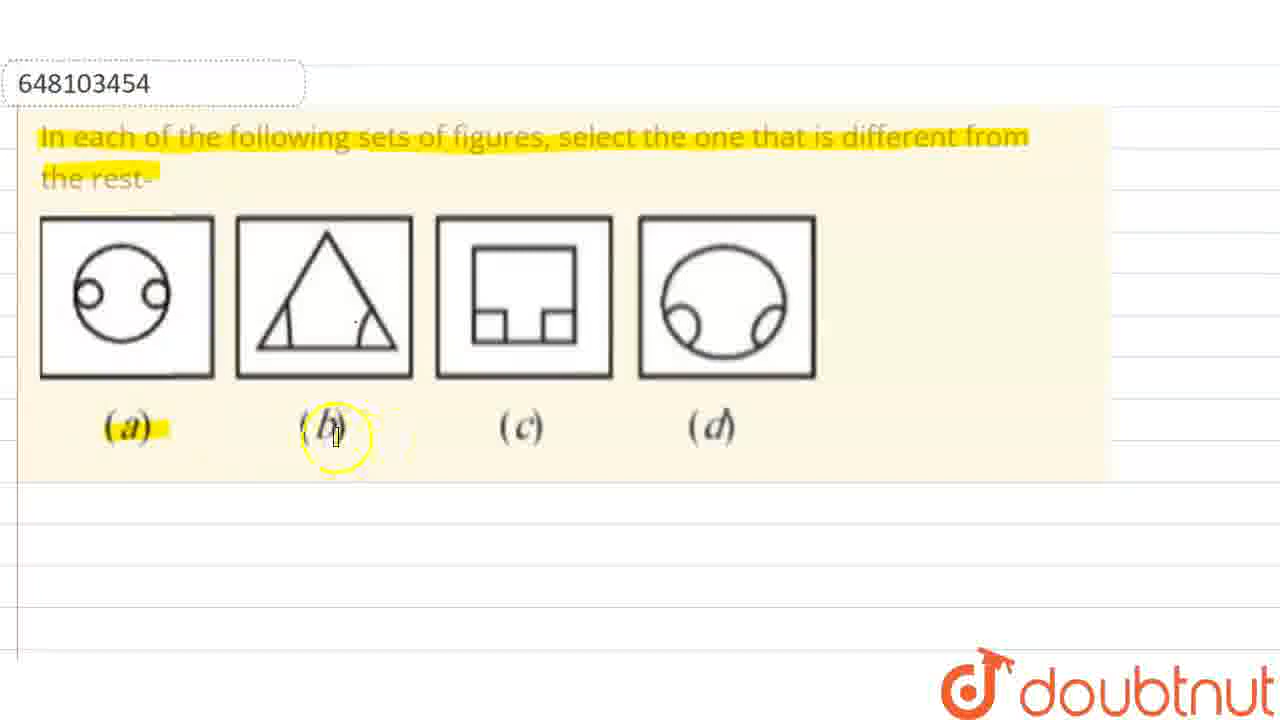 648103454
In each of the following sets of figures, select the one that is different from
the rest-
(a) (b) (c) (d)
doubtnut